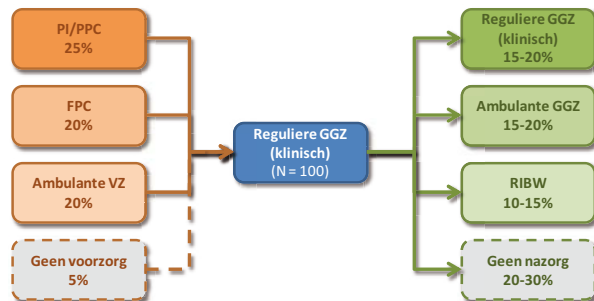 PI/PPC
25%
FPC
20%
Ambulante VZ
20%
Geen voorzorg
5%
Reguliere GGZ
(klinisch)
(N = 100)
Reguliere GGZ
(klinisch)
15-20%
Ambulante GGZ
15-20%
RIBW
10-15%
Geen nazorg
20-30%